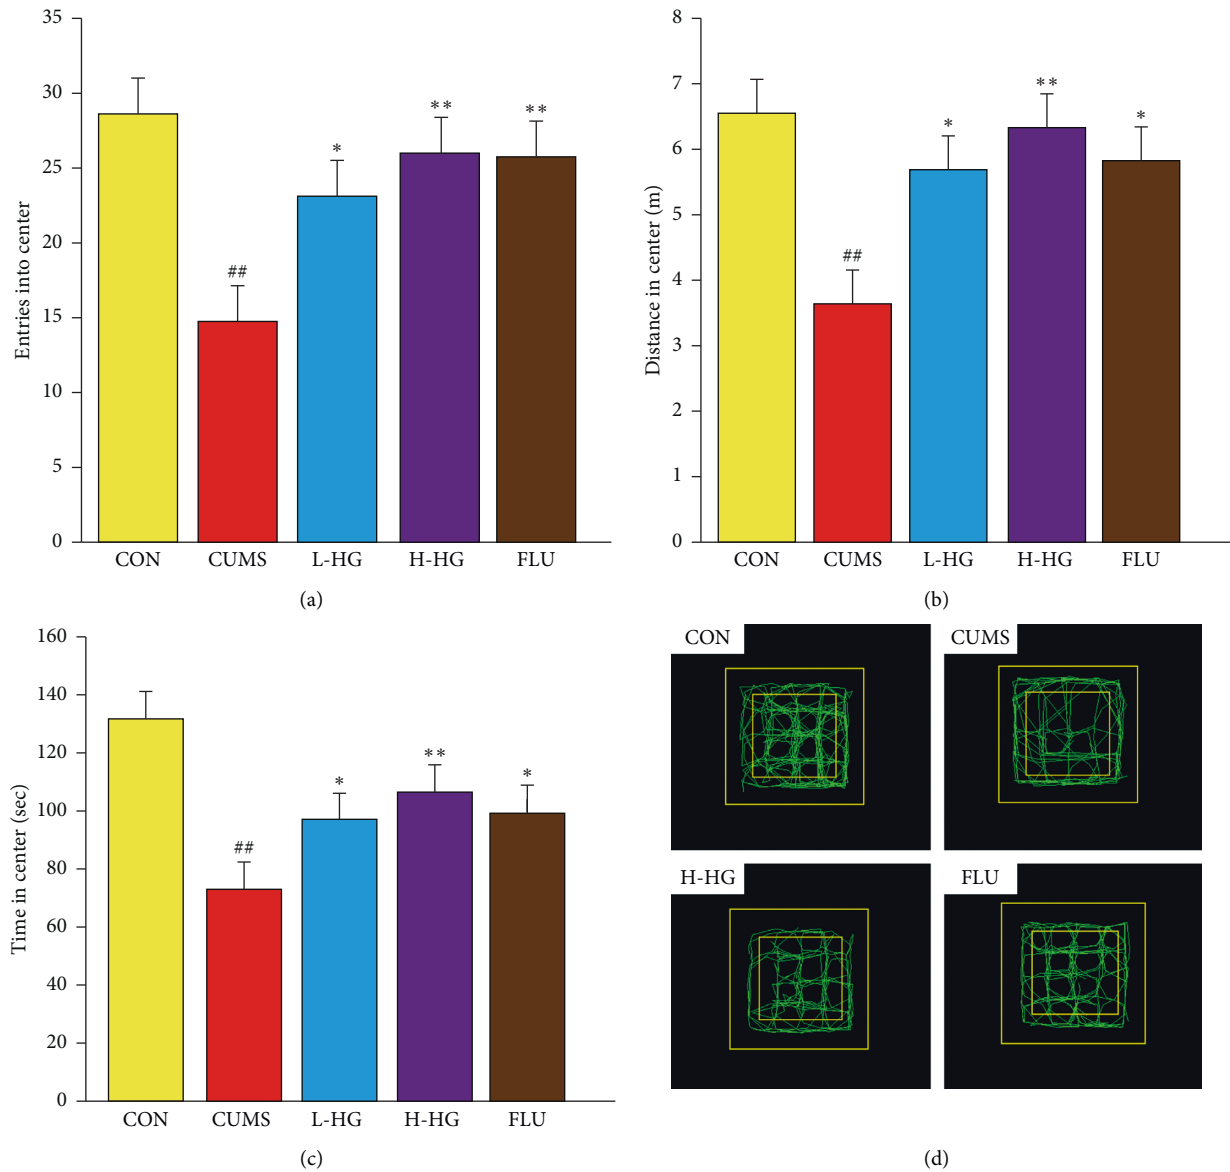 35
30
25
20
15
10
5
0
Entries into center
##
*
**
**
CON CUMS L-HG H-HG FLU
(a)
8
7
6
5
4
3
2
1
0
Distance in center (m)
##
*
**
*
CON CUMS L-HG H-HG FLU
(b)
160
140
120
100
80
60
40
20
0
Time in center (sec)
##
*
**
*
CON CUMS L-HG H-HG FLU
(c)
CON
CUMS
H-HG
FLU
(d)